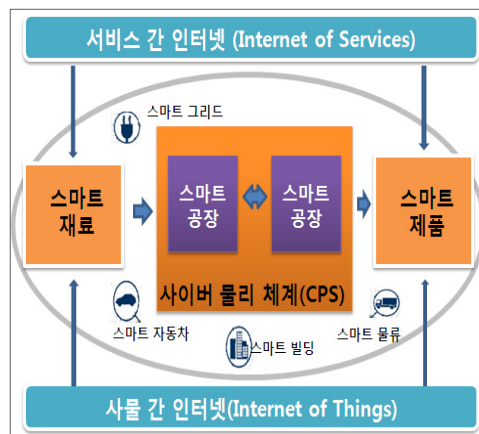 서비스 간 인터넷 (Internet of Services)
스마트 그리드
스마트
재료
스마트
공장
스마트
공장
스마트
제품
사이버 물리 체계(CPS)
스마트 자동차
스마트 빌딩
스마트 물류
사물 간 인터넷(Internet of Things)